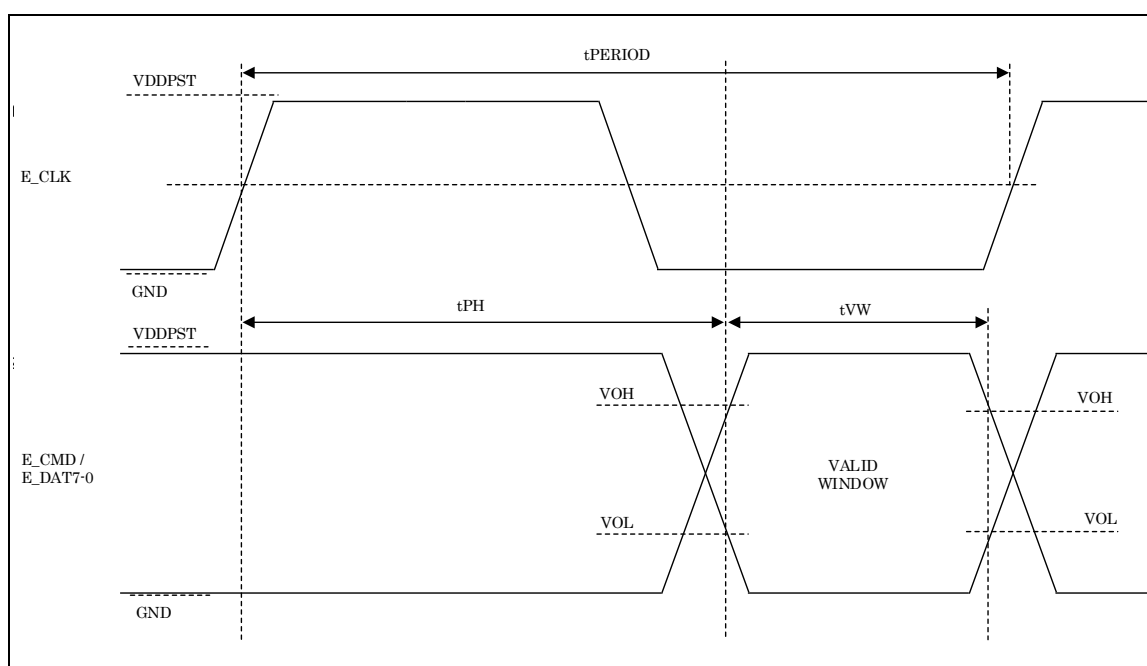 tPERIOD
VDDPST
E_CLK
GND
tPH
tVW
VDDPST
VOH
VOH
E_CMD /
E_DAT7-0
VALID
WINDOW
VOL
VOL
GND